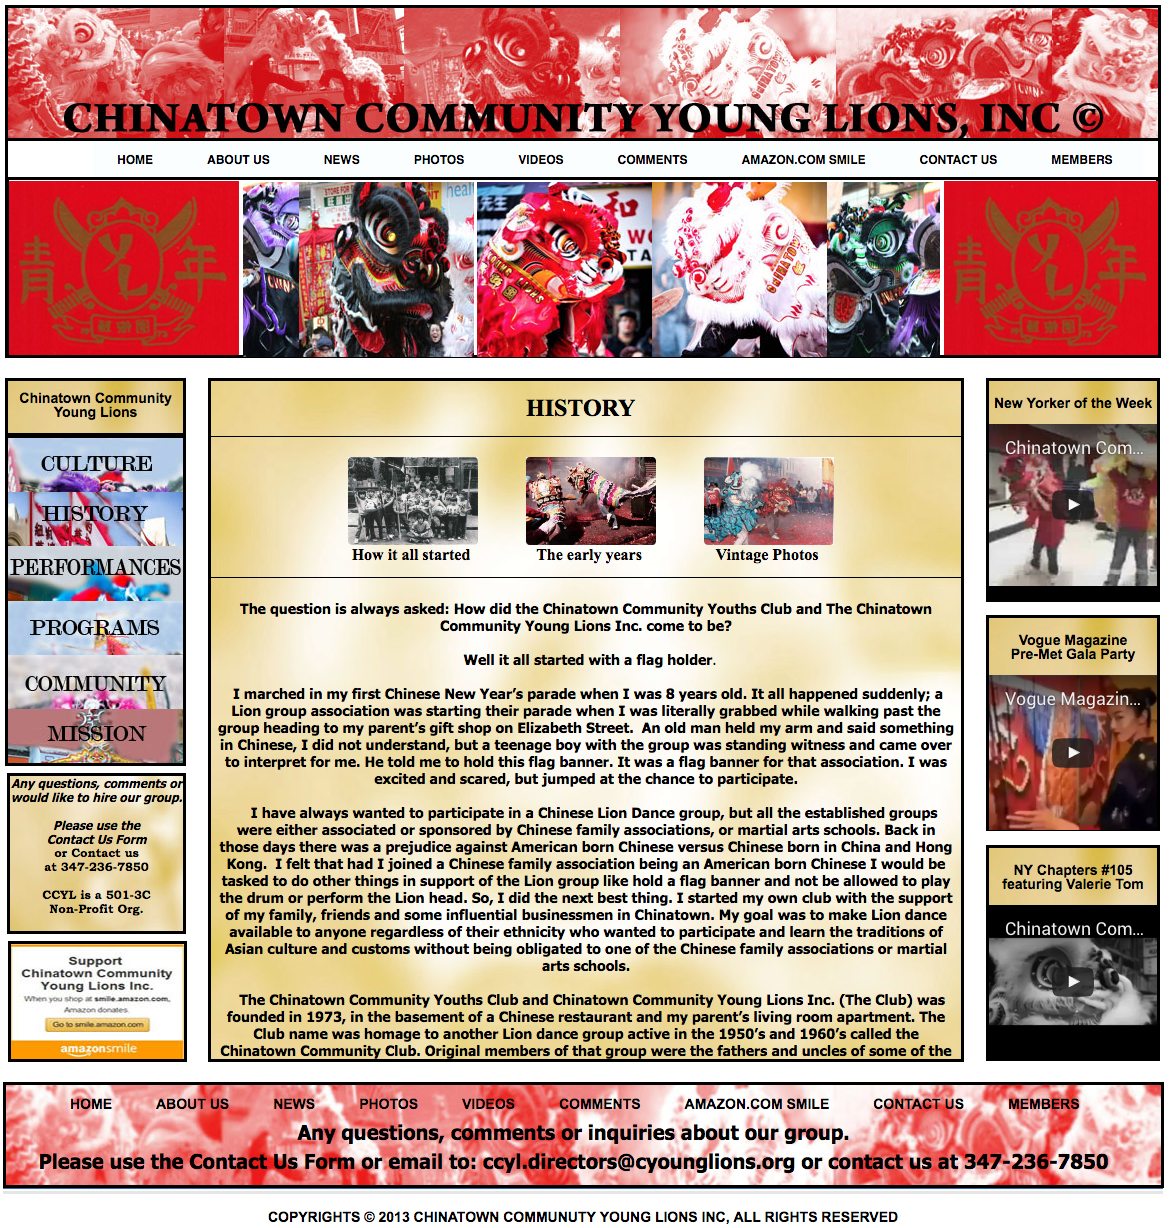 CHINATOWN COMMUNITY YOUNG LIONS, INC ©
HOME ABOUT US NEWS PHOTOS VIDEOS COMMENTS AMAZON.COM SMILE CONTACT US MEMBERS
青 YL 年
青 YL 年
Chinatown Community
Young Lions
CULTURE
HISTORY
PERFORMANCES
PROGRAMS
COMMUNITY
MISSION
Any questions, comments or
would like to hire our group.
Please use the
Contact Us Form
or Contact us
at 347-236-7850
CCYL is a 501-3C
Non-Profit Org.
Support
Chinatown Community
Young Lions Inc.
When you shop at smile.amazon.com,
Amazon donates.
Go to smile.amazon.com
amazonsmile
HISTORY
How it all started The early years Vintage Photos
The question is always asked: How did the Chinatown Community Youths Club and The Chinatown
Community Young Lions Inc. come to be?
Well it all started with a flag holder.
I marched in my first Chinese New Year's parade when I was 8 years old. It all happened suddenly; a
Lion group association was starting their parade when I was literally grabbed while walking past the
group heading to my parent's gift shop on Elizabeth Street. An old man held my arm and said something
in Chinese, I did not understand, but a teenage boy with the group was standing witness and came over
to interpret for me. He told me to hold this flag banner. It was a flag banner for that association. I was
excited and scared, but jumped at the chance to participate.
I have always wanted to participate in a Chinese Lion Dance group, but all the established groups
were either associated or sponsored by Chinese family associations, or martial arts schools. Back in
those days there was a prejudice against American born Chinese versus Chinese born in China and Hong
Kong. I felt that had I joined a Chinese family association being an American born Chinese I would be
tasked to do other things in support of the Lion group like hold a flag banner and not be allowed to play
the drum or perform the Lion head. So, I did the next best thing. I started my own club with the support
of my family, friends and some influential businessmen in Chinatown. My goal was to make Lion dance
available to anyone regardless of their ethnicity who wanted to participate and learn the traditions of
Asian culture and customs without being obligated to one of the Chinese family associations or martial
arts schools.
The Chinatown Community Youths Club and Chinatown Community Young Lions Inc. (The Club) was
founded in 1973, in the basement of a Chinese restaurant and my parent's living room apartment. The
Club name was homage to another Lion dance group active in the 1950's and 1960's called the
Chinatown Community Club. Original members of that group were the fathers and uncles of some of the
New Yorker of the Week
Chinatown Com...
Vogue Magazine
Pre-Met Gala Party
Vogue Magazin...
NY Chapters #105
featuring Valerie Tom
Chinatown Com...
HOME ABOUT US NEWS PHOTOS VIDEOS COMMENTS AMAZON.COM SMILE CONTACT US MEMBERS
Any questions, comments or inquiries about our group.
Please use the Contact Us Form or email to: ccyl.directors@cyounglions.org or contact us at 347-236-7850
COPYRIGHTS © 2013 CHINATOWN COMMUNUTY YOUNG LIONS INC, ALL RIGHTS RESERVED